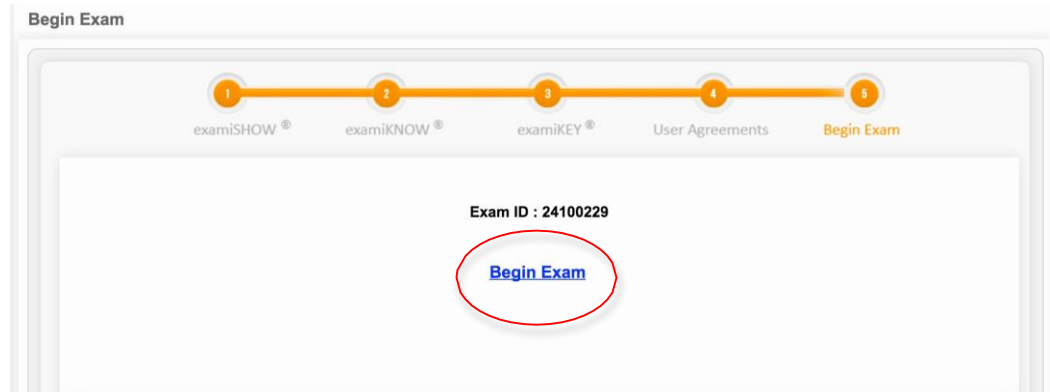 Begin Exam
1 2 3 4 5
examiSHOW ® examiKNOW ® examiKEY ® User Agreements Begin Exam
Exam ID : 24100229
Begin Exam